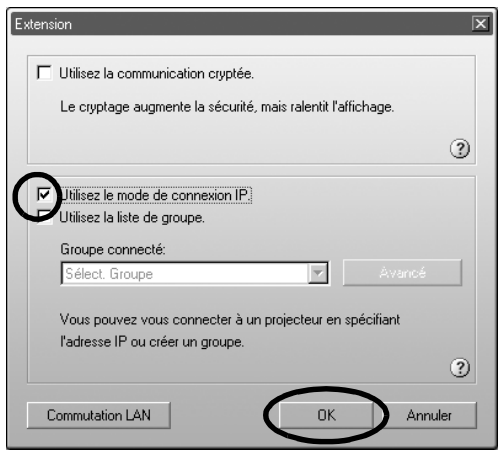 Extension
Utilisez la communication cryptée.
Le cryptage augmente la sécurité, mais ralentit l'affichage.
Utilisez le mode de connexion IP.
Utilisez la liste de groupe.
Groupe connecté:
Sélect. Groupe
Avancé
Vous pouvez vous connecter à un projecteur en spécifiant
l'adresse IP ou créer un groupe.
Commutation LAN
OK
Annuler